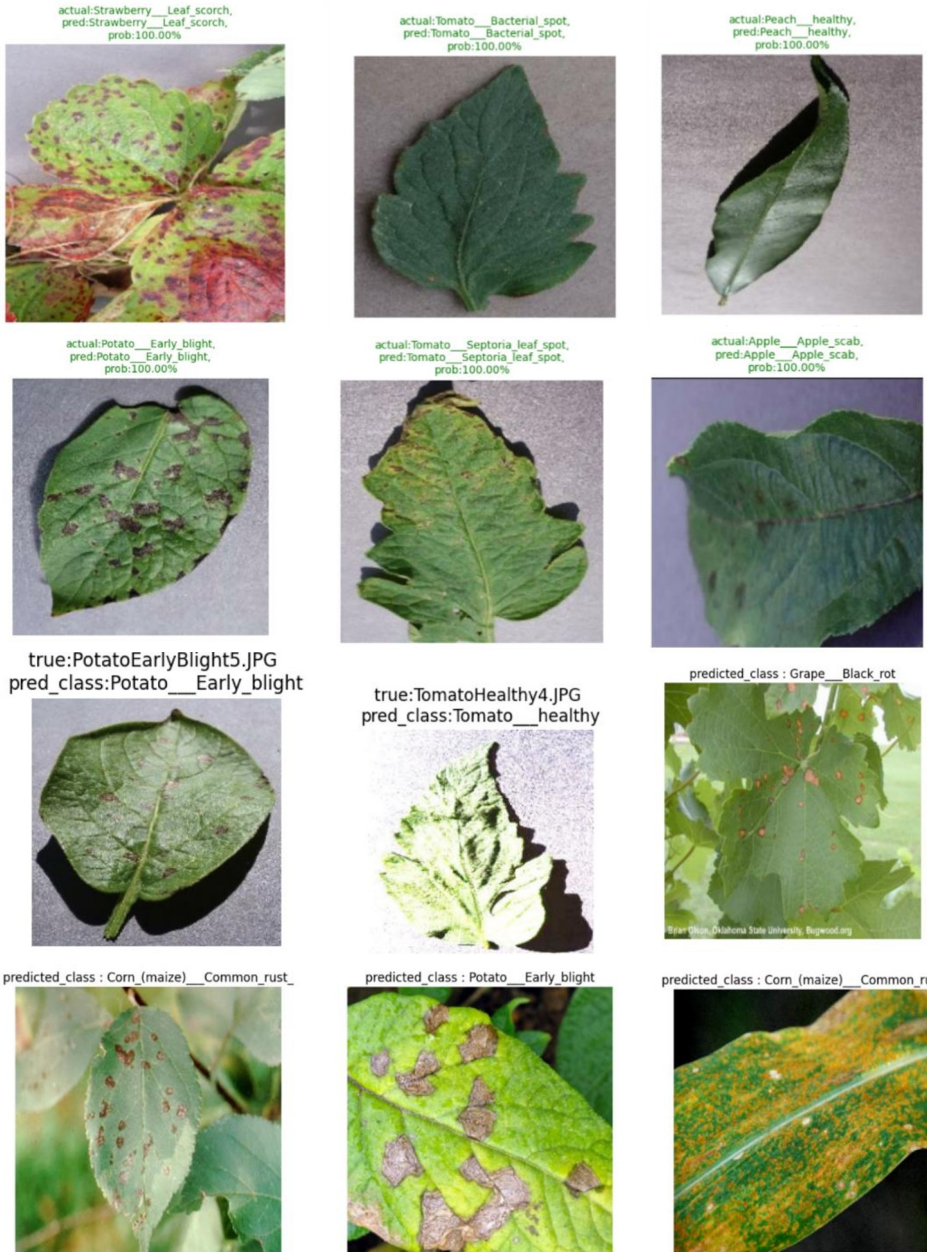 actual:Strawberry___Leaf_scorch,
pred:Strawberry___Leaf_scorch,
prob:100.00%
actual:Tomato___Bacterial_spot,
pred:Tomato___Bacterial_spot,
prob:100.00%
actual:Peach___healthy,
pred:Peach___healthy,
prob:100.00%
actual:Potato___Early_blight,
pred:Potato___Early_blight,
prob:100.00%
actual:Tomato___Septoria_leaf_spot,
pred:Tomato___Septoria_leaf_spot,
prob:100.00%
actual:Apple___Apple_scab,
pred:Apple___Apple_scab,
prob:100.00%
true:PotatoEarlyBlight5.JPG
pred_class:Potato___Early_blight
true:TomatoHealthy4.JPG
pred_class:Tomato___healthy
predicted_class : Grape___Black_rot
Brian Olson, Oklahoma State University, Bugwood.org
predicted_class : Corn_(maize)___Common_rust_
predicted_class : Potato___Early_blight
predicted_class : Corn_(maize)___Common_ru